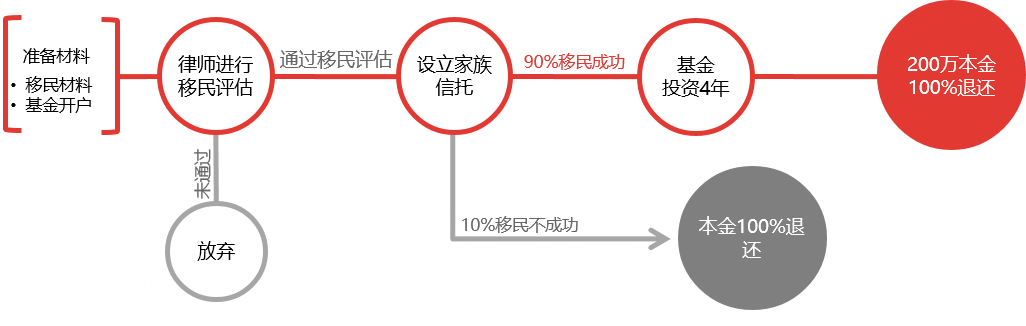 准备材料
• 移民材料
• 基金开户
律师进行
移民评估
通过移民评估
设立家族
信托
90%移民成功
基金
投资4年
200万本金
100%退还
未通过
放弃
10%移民不成功
本金100%退
还